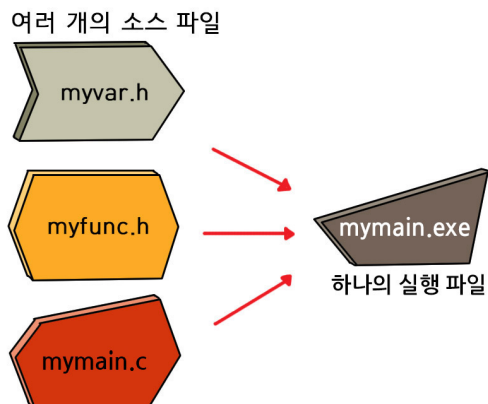 여러 개의 소스 파일
myvar.h
myfunc.h
mymain.exe
하나의 실행 파일
mymain.c